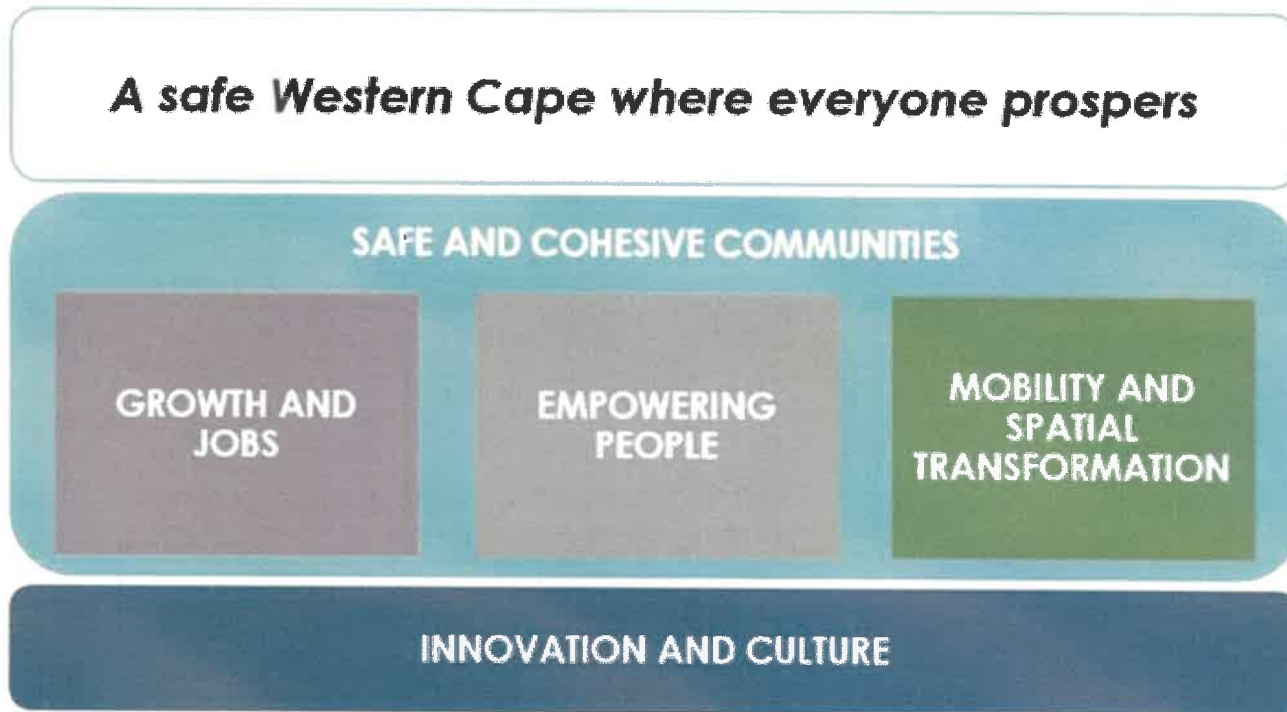 A safe Western Cape where everyone prospers
SAFE AND COHESIVE COMMUNITIES
GROWTH AND
JOBS
EMPOWERING
PEOPLE
MOBILITY AND
SPATIAL
TRANSFORMATION
INNOVATION AND CULTURE